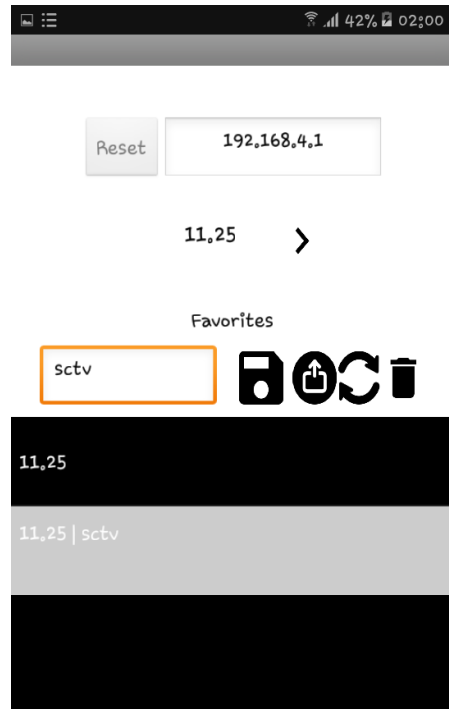 42% 02:00
Reset 192.168.4.1
11.25
Favorites
sctv
11.25
11.25 | sctv